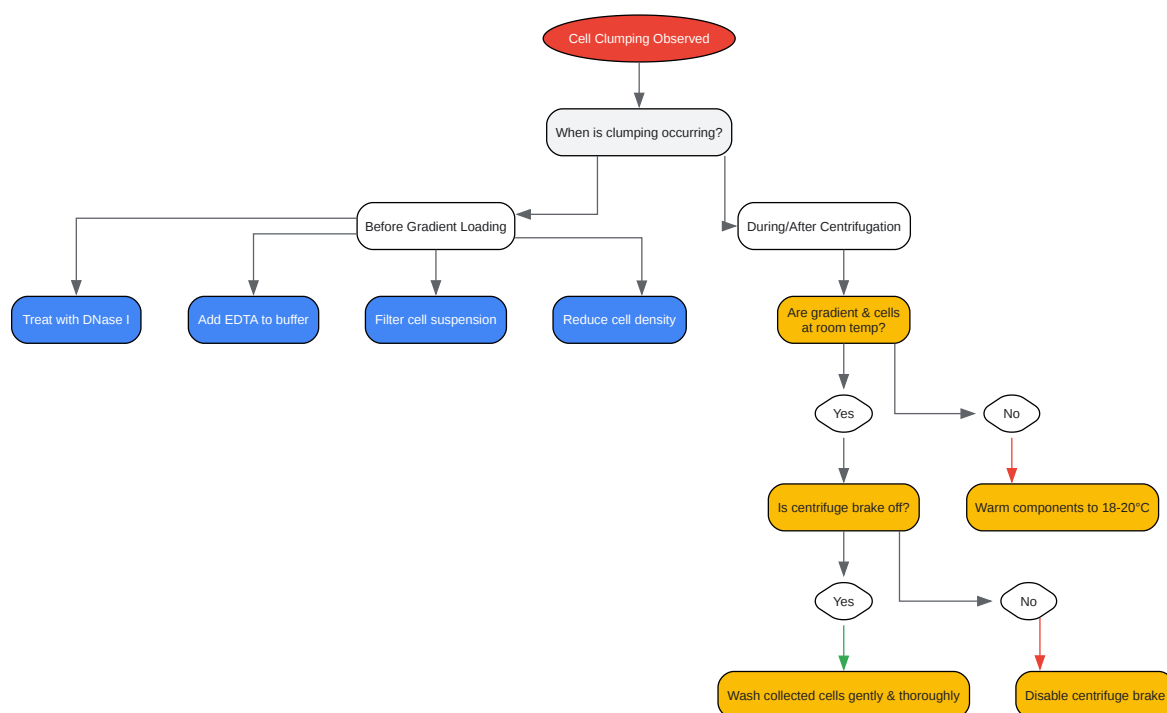 Cell Clumping Observed
When is clumping occurring?
Before Gradient Loading
During/After Centrifugation
Treat with DNase I
Add EDTA to buffer
Filter cell suspension
Reduce cell density
Are gradient & cells
at room temp?
Yes
No
Is centrifuge brake off?
Warm components to 18-20°C
Yes
No
Wash collected cells gently & thoroughly
Disable centrifuge brake